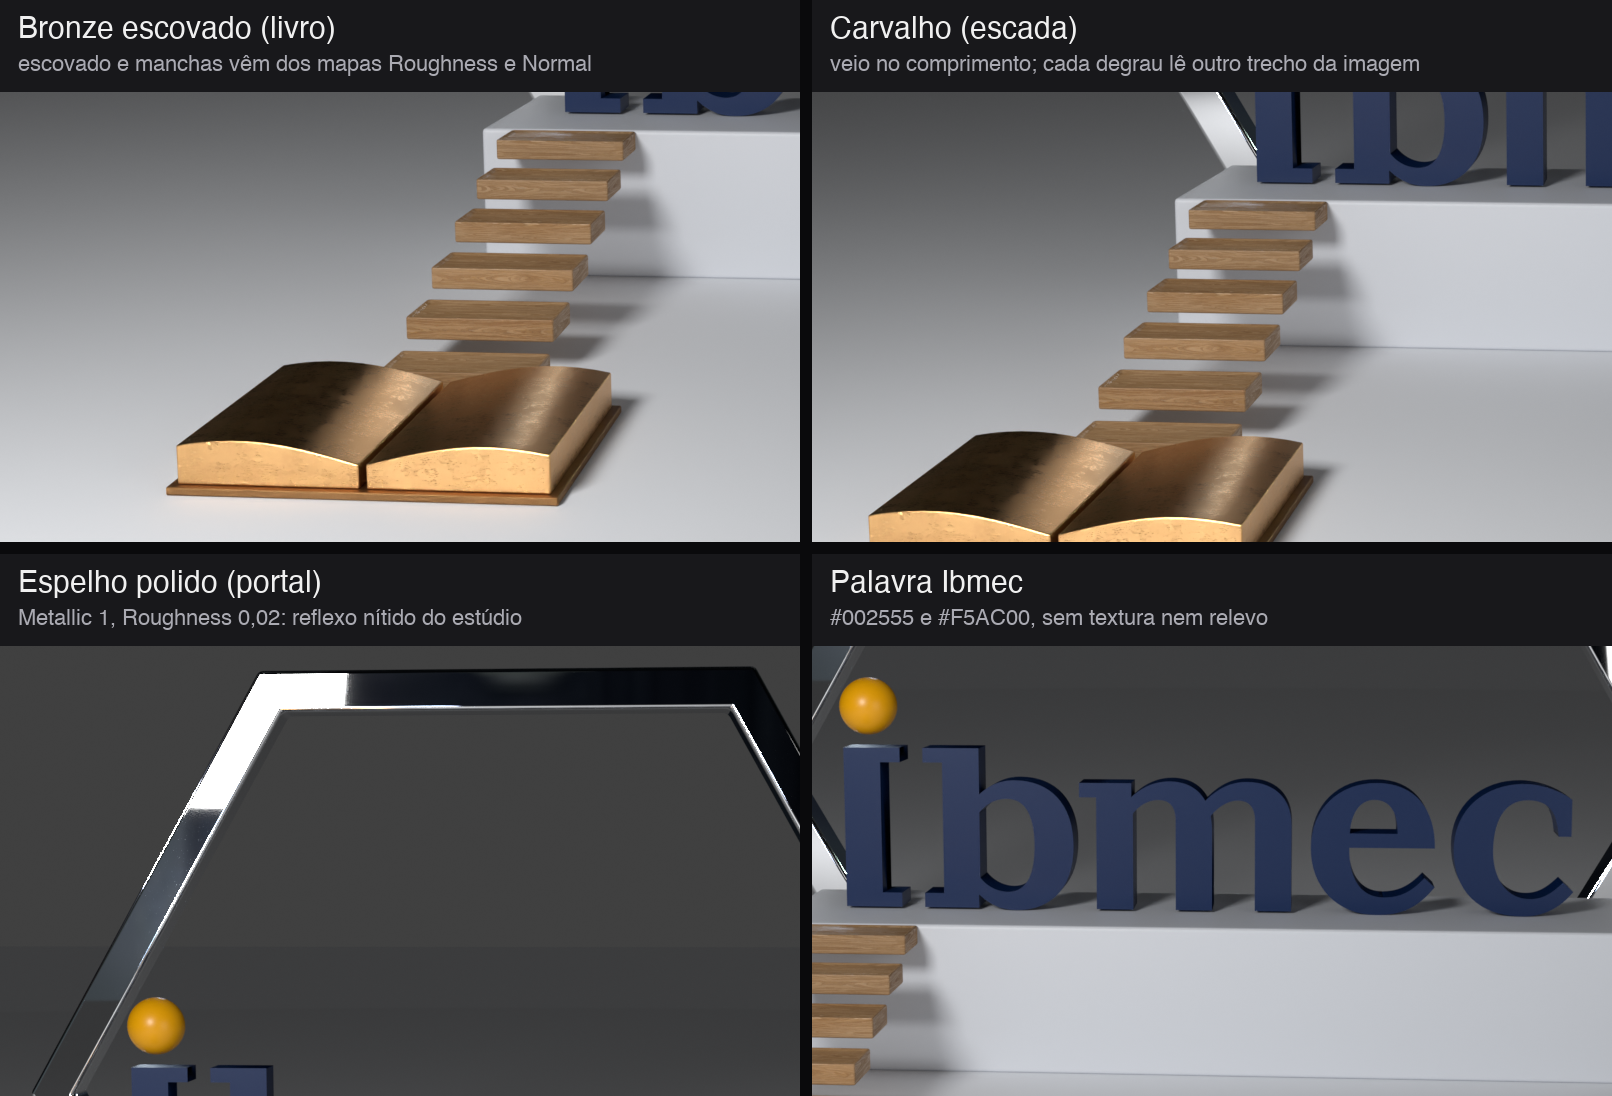 Bronze escovado (livro)
escovado e manchas vêm dos mapas Roughness e Normal
Carvalho (escada)
veio no comprimento; cada degrau lê outro trecho da imagem
Espelho polido (portal)
Metallic 1, Roughness 0,02: reflexo nítido do estúdio
Palavra Ibmec
#002555 e #F5AC00, sem textura nem relevo
Ibmec